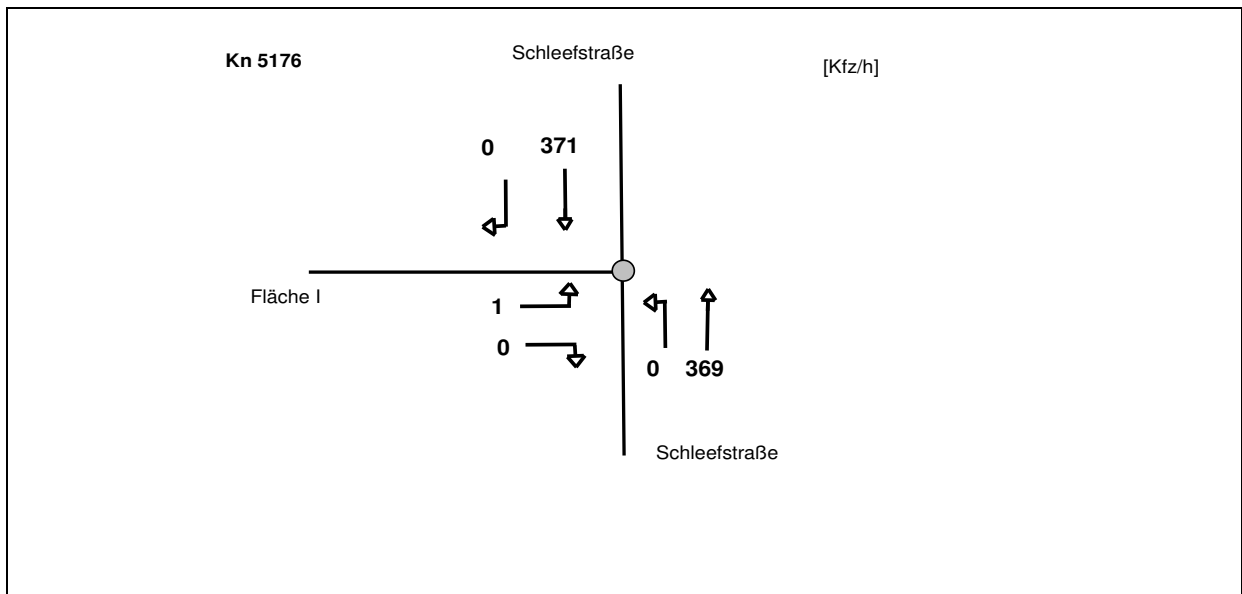 Schleefstraße
Kn 5176
[Kfz/h]
0 371
Fläche I
1
0
0 369
Schleefstraße